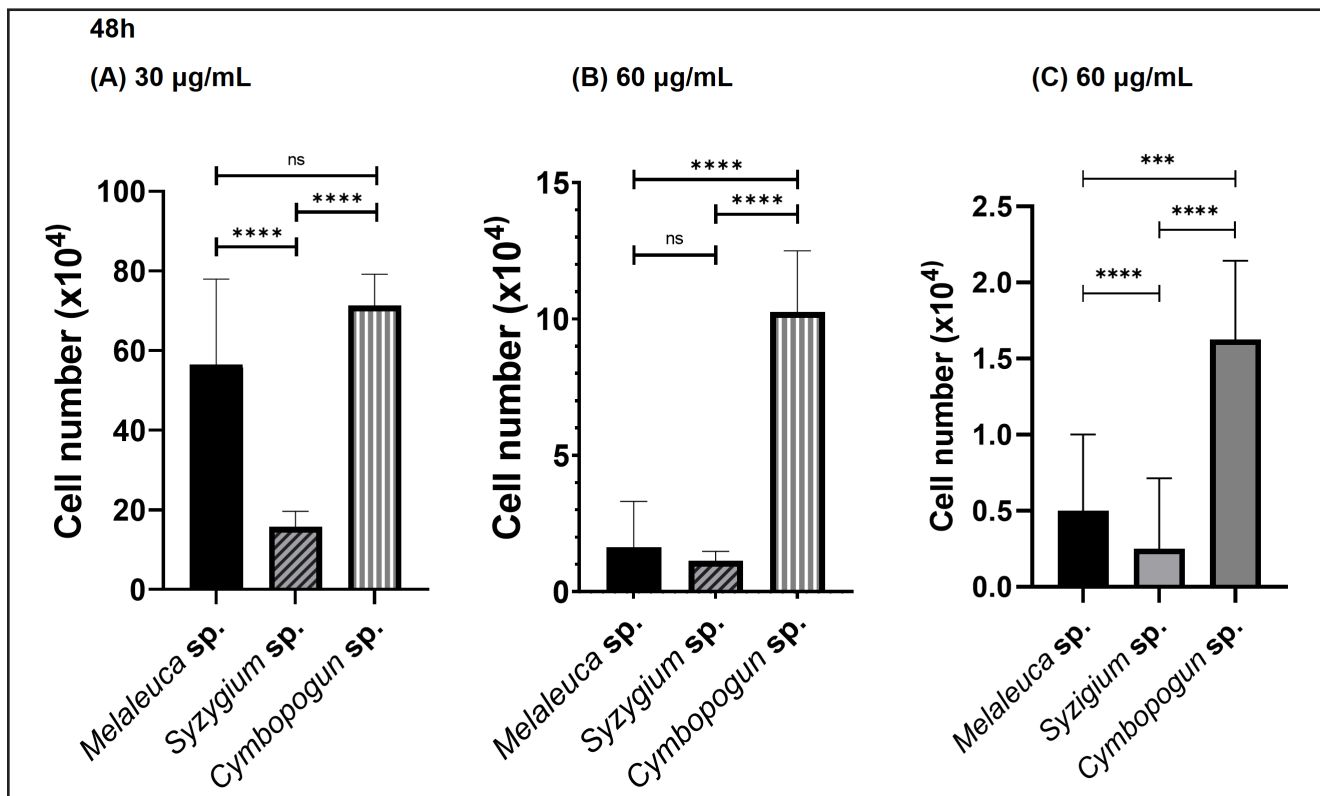 48h
(A) 30 µg/mL
(B) 60 µg/mL
(C) 60 µg/mL
ns
****
****
Cell number (x10⁴)
100
80
60
40
20
0
Melaleuca sp.
Syzygium sp.
Cymbopogun sp.
****
****
ns
Cell number (x10⁴)
15
10
5
0
Melaleuca sp.
Syzygium sp.
Cymbopogun sp.
***
****
****
Cell number (x10⁴)
2.5
2.0
1.5
1.0
0.5
0.0
Melaleuca sp.
Syzigium sp.
Cymbopogun sp.